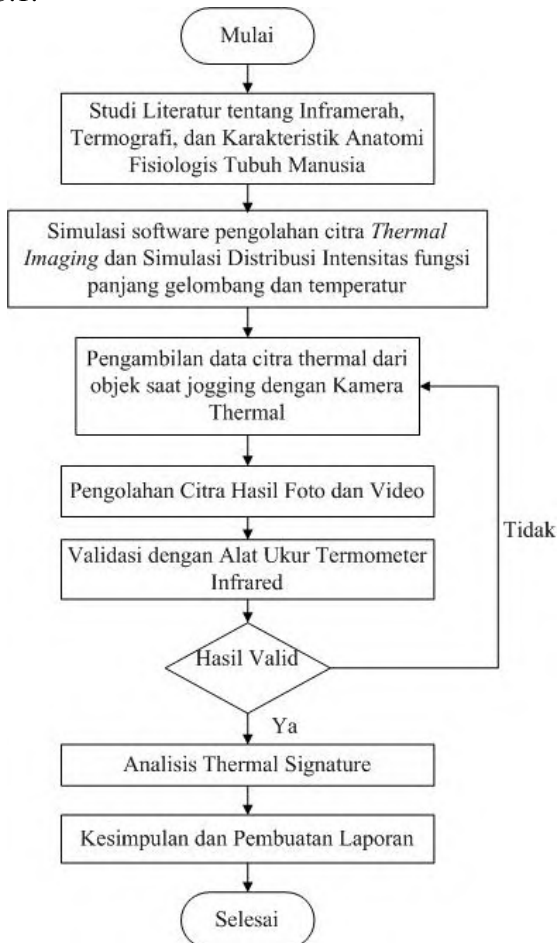 Mulai
Studi Literatur tentang Inframerah,
Termografi, dan Karakteristik Anatomi
Fisiologis Tubuh Manusia
Simulasi software pengolahan citra Thermal
Imaging dan Simulasi Distribusi Intensitas fungsi
panjang gelombang dan temperatur
Pengambilan data citra thermal dari
objek saat jogging dengan Kamera
Thermal
Pengolahan Citra Hasil Foto dan Video
Tidak
Validasi dengan Alat Ukur Termometer
Infrared
Hasil Valid
Ya
Analisis Thermal Signature
Kesimpulan dan Pembuatan Laporan
Selesai